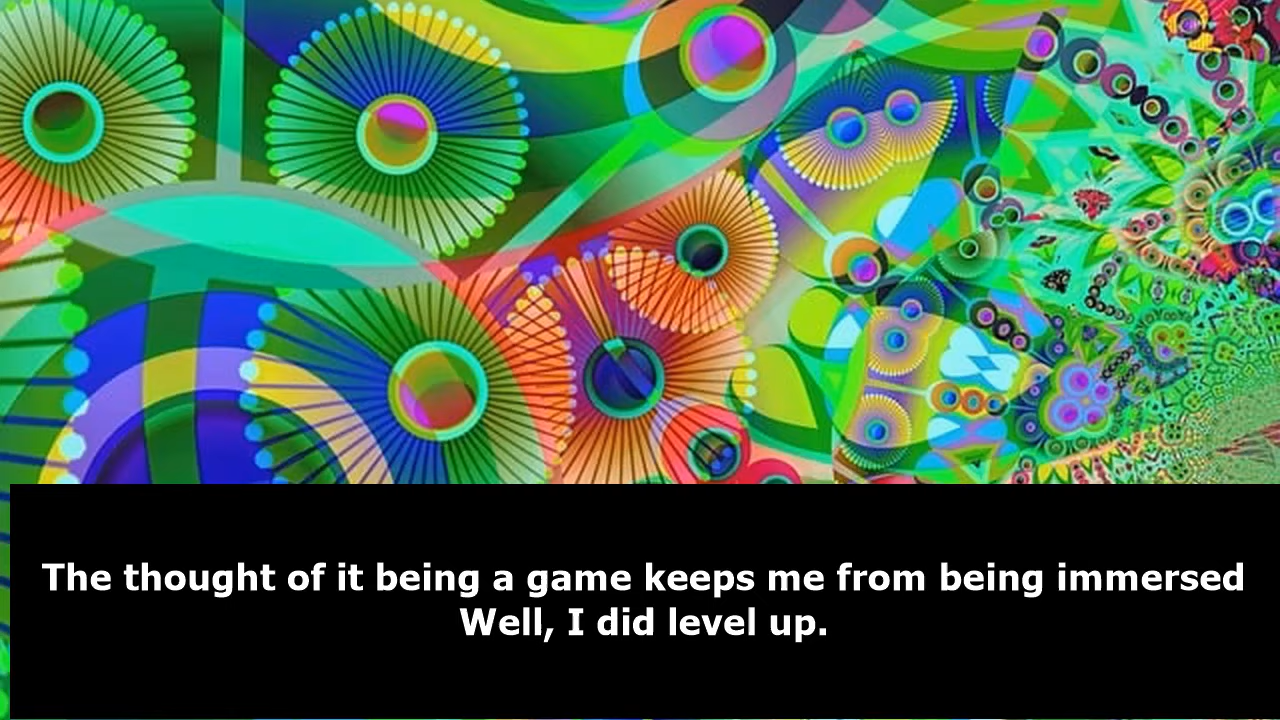 The thought of it being a game keeps me from being immersed
Well, I did level up.